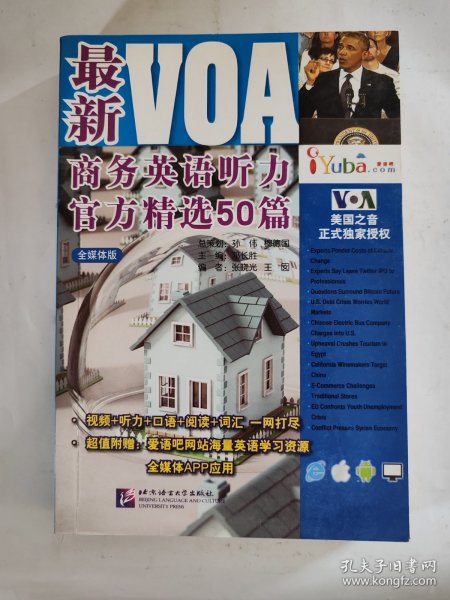 最新 VOA
商务英语听力
官方精选50篇
全媒体版
总策划：孙 伟
主 编：
编 者：张晓光 王
iYuba.com
爱语吧
VOA
美国之音
正式独家授权
Experts Ponder Costs of Climate
Change
Experts Say Leave Twitter IPO to
Professionals
Questions Surround Bitcoin Future
U.S. Debt Crisis Worries World
Markets
Chinese Electric Bus Company
Charges Into U.S.
Upheaval Crushes Tourism in
Egypt
California Winemakers Target
China
E-Commerce Challenges
Traditional Stores
EU Confronts Youth Unemployment
Crisis
Conflict Pressure Syrian Economy
视频+听力+口语+阅读+词汇 一网打尽
超值附赠：爱语吧网站海量英语学习资源
全媒体APP应用
北京语言大学出版社
BEIJING LANGUAGE AND CULTURE
UNIVERSITY PRESS
孔夫子旧书网
www.kongfz.com